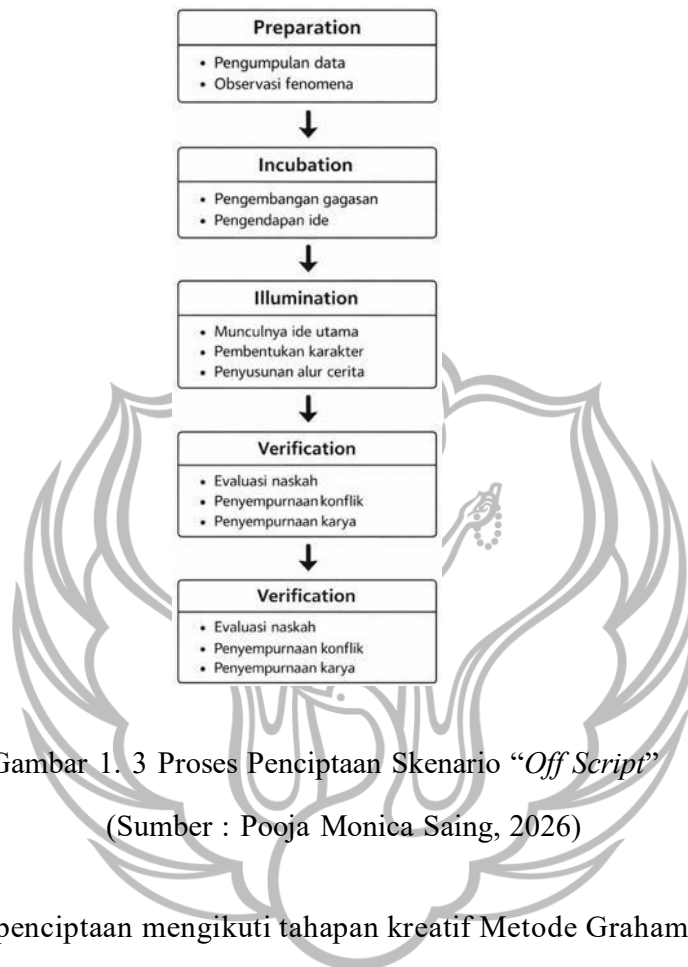 Preparation
• Pengumpulan data
• Observasi fenomena
Incubation
• Pengembangan gagasan
• Pengendapan ide
Illumination
• Munculnya ide utama
• Pembentukan karakter
• Penyusunan alur cerita
Verification
• Evaluasi naskah
• Penyempurnaan konflik
• Penyempurnaan karya
Verification
• Evaluasi naskah
• Penyempurnaan konflik
• Penyempurnaan karya
Gambar 1. 3 Proses Penciptaan Skenario “Off Script”
(Sumber : Pooja Monica Saing, 2026)
penciptaan mengikuti tahapan kreatif Metode Graham